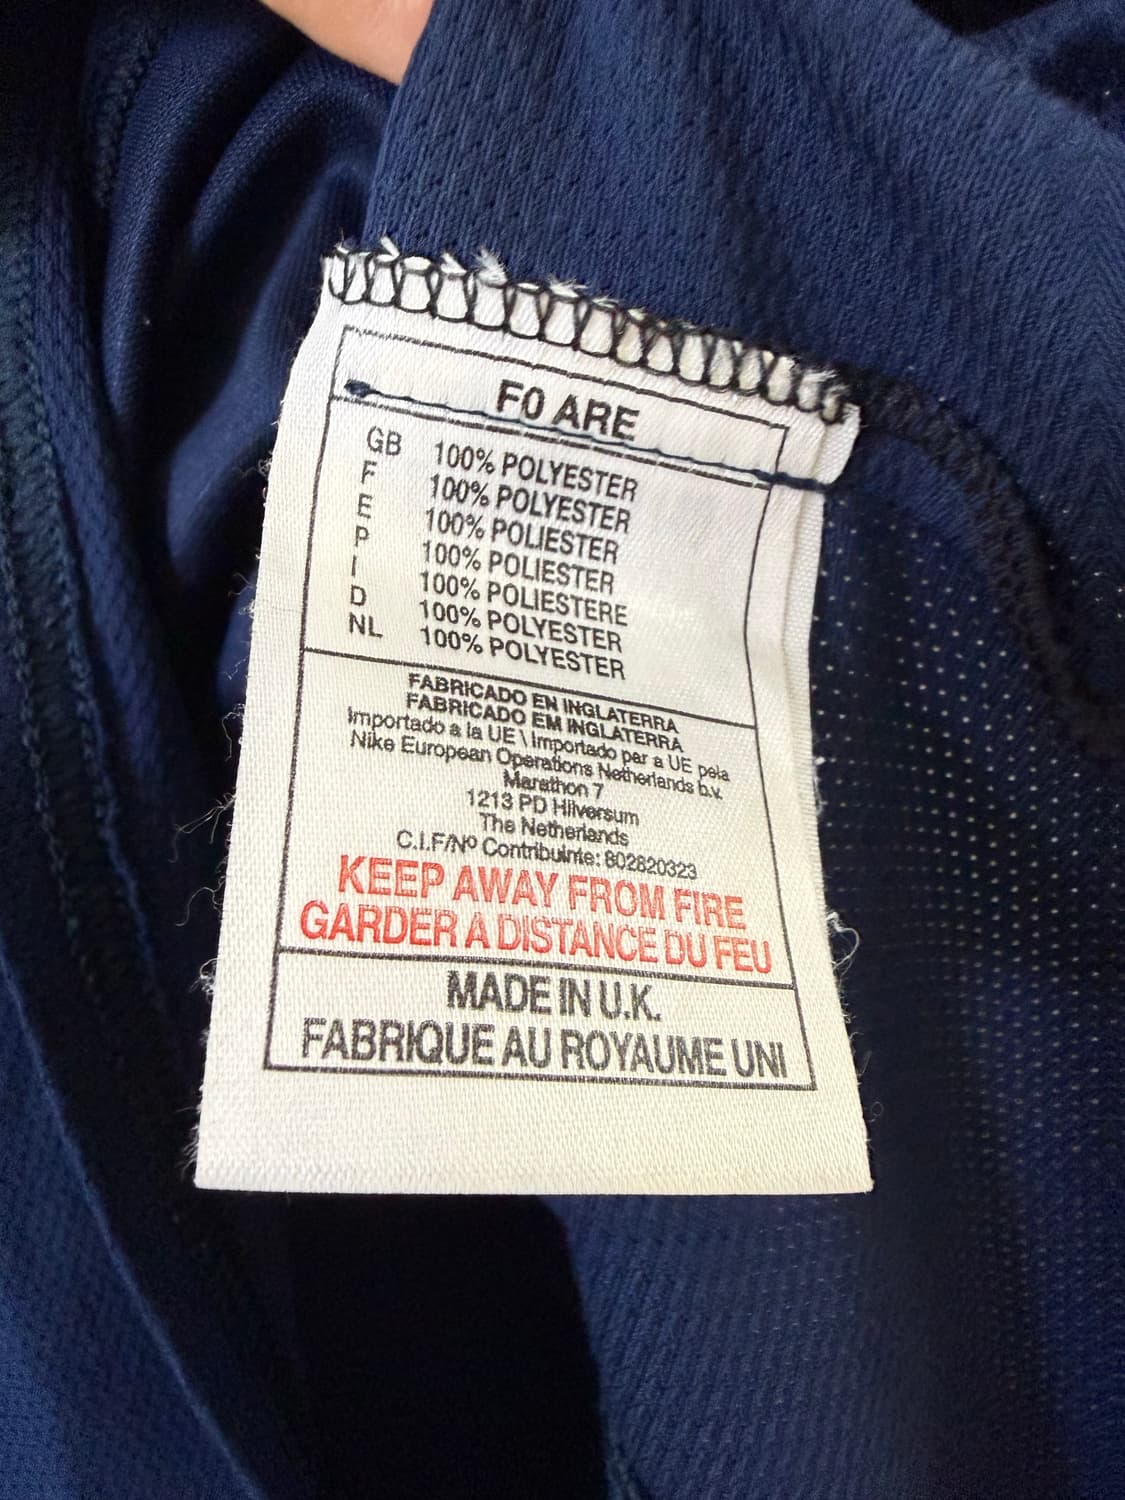 F0 ARE
GB 100% POLYESTER
F 100% POLYESTER
E 100% POLIESTER
P 100% POLIESTER
I 100% POLIESTERE
D 100% POLYESTER
NL 100% POLYESTER
FABRICADO EN INGLATERRA
FABRICADO EM INGLATERRA
Importado a la UE \ Importado par a UE pela
Nike European Operations Netherlands b.v.
Marathon 7
1213 PD Hilversum
The Netherlands
C.I.F/Nº Contribuinte: 802820323
KEEP AWAY FROM FIRE
GARDER A DISTANCE DU FEU
MADE IN U.K.
FABRIQUE AU ROYAUME UNI